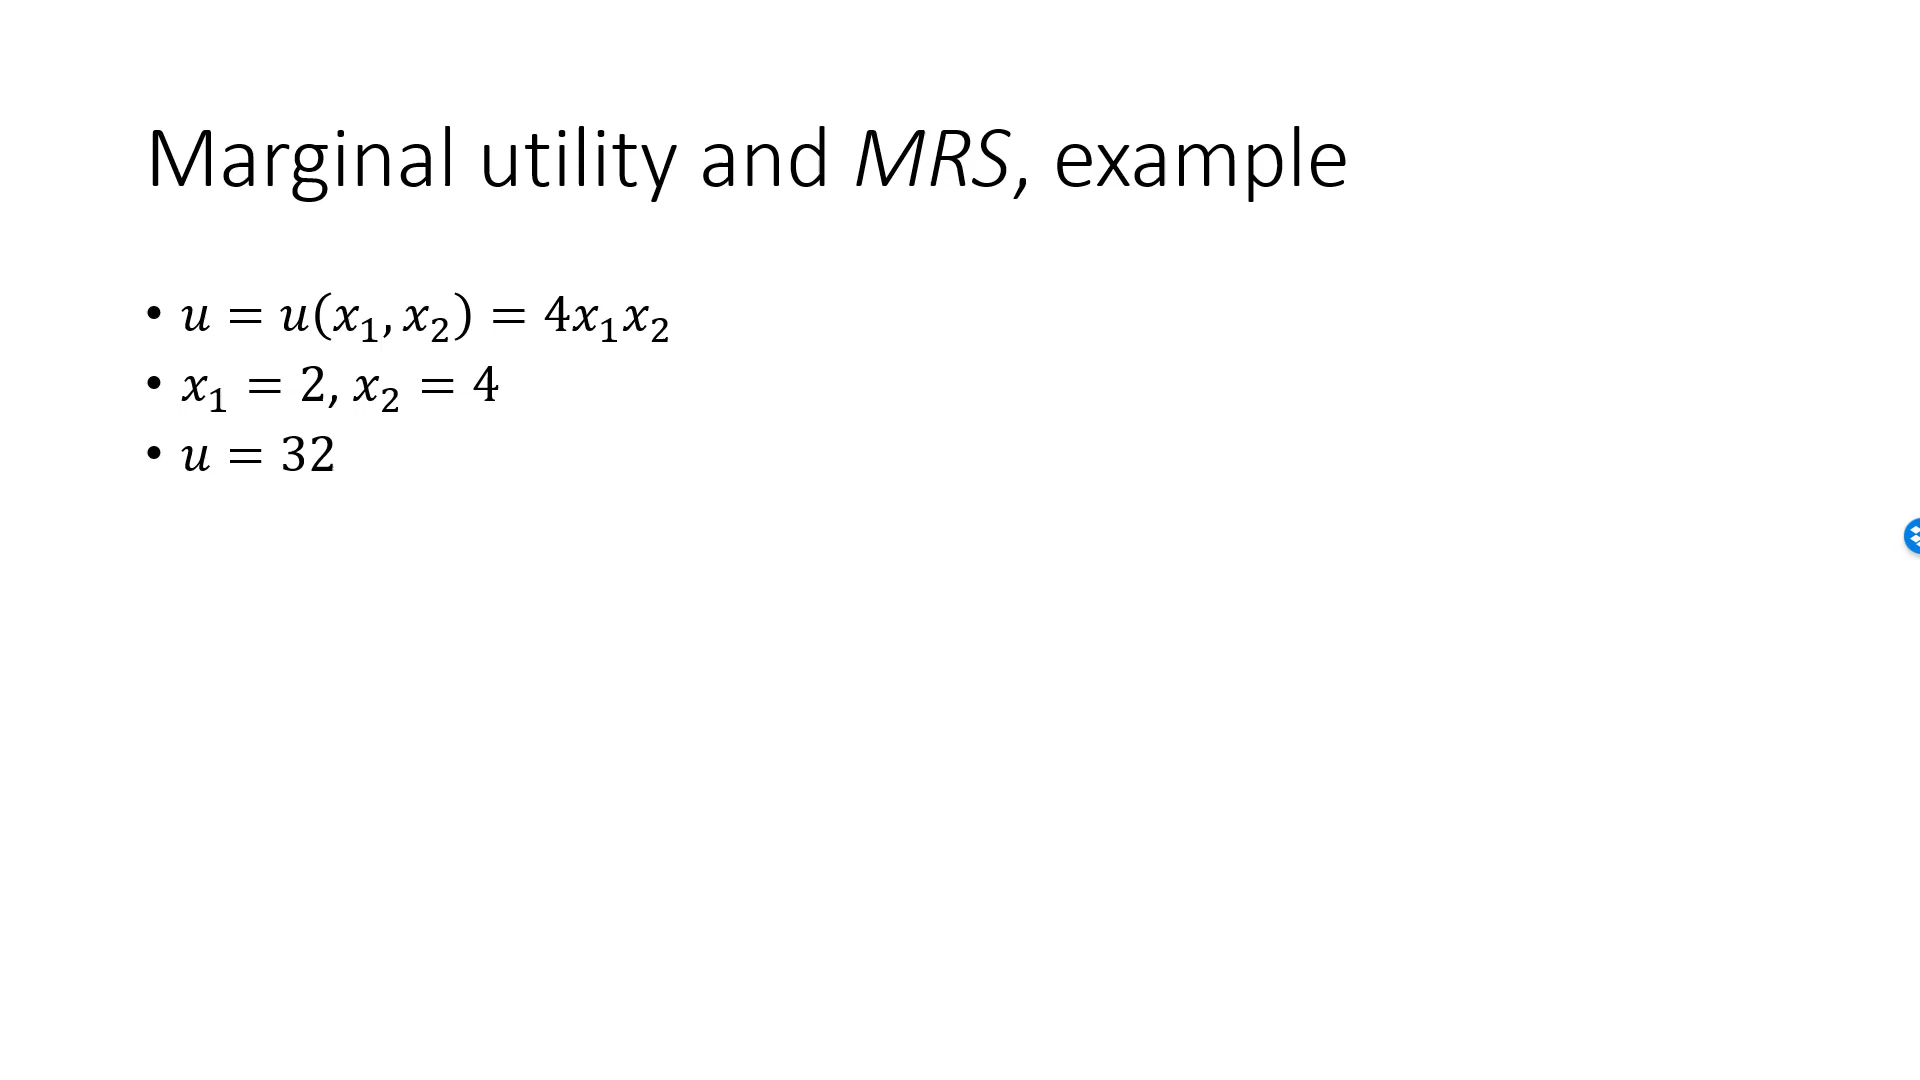 Marginal utility and MRS, example
• u = u(x₁, x₂) = 4x₁x₂
• x₁ = 2, x₂ = 4
• u = 32